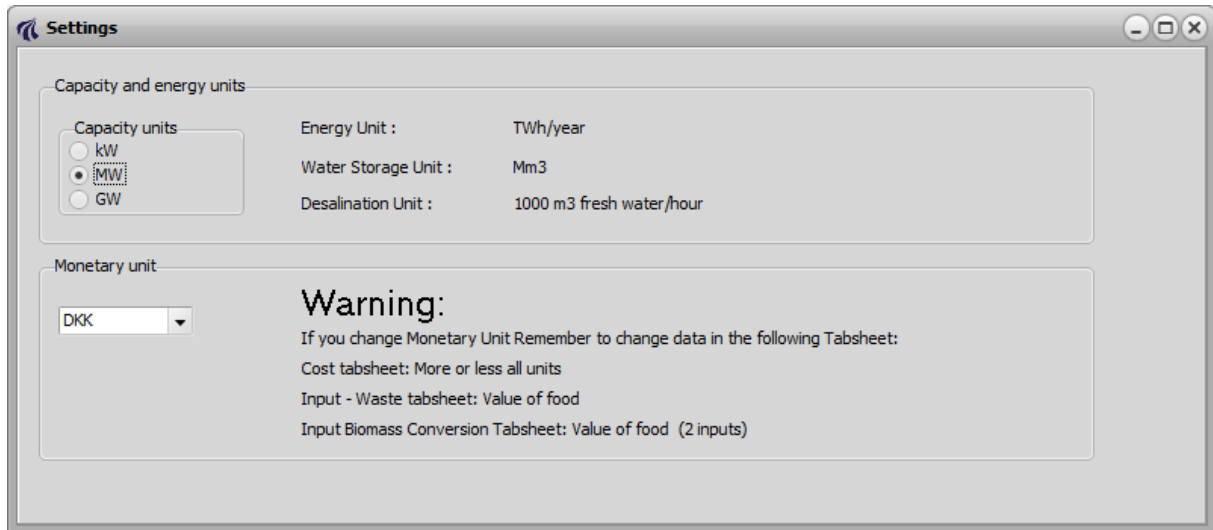 Settings
Capacity and energy units
Capacity units
kW
MW
GW
Energy Unit : TWh/year
Water Storage Unit : Mm3
Desalination Unit : 1000 m3 fresh water/hour
Monetary unit
DKK
Warning:
If you change Monetary Unit Remember to change data in the following Tabsheet:
Cost tabsheet: More or less all units
Input - Waste tabsheet: Value of food
Input Biomass Conversion Tabsheet: Value of food (2 inputs)